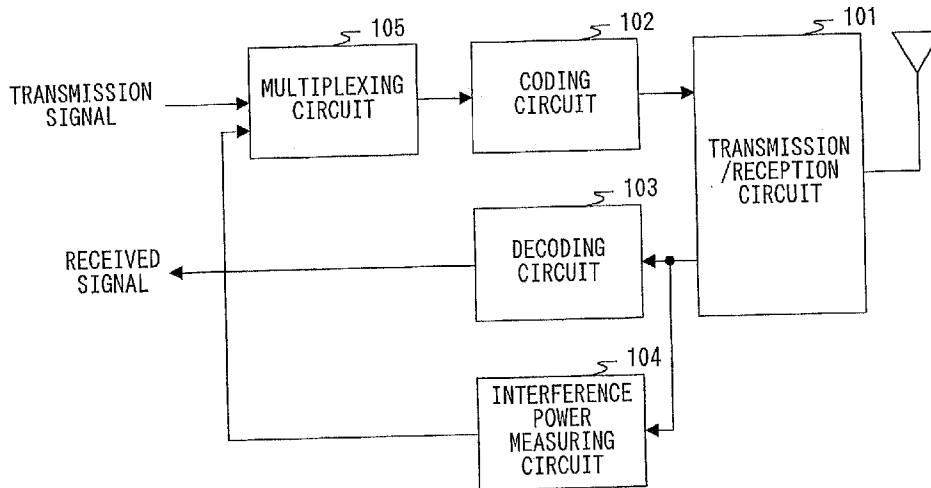 105
102
101
TRANSMISSION
SIGNAL
MULTIPLEXING
CIRCUIT
CODING
CIRCUIT
TRANSMISSION
/RECEPTION
CIRCUIT
103
RECEIVED
SIGNAL
DECODING
CIRCUIT
104
INTERFERENCE
POWER
MEASURING
CIRCUIT